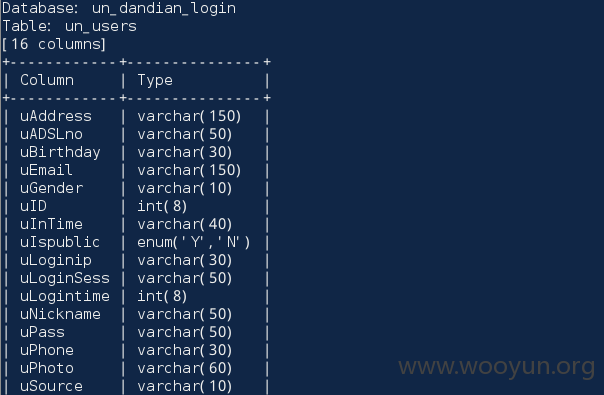 Database: un_dandian_login
Table: un_users
[16 columns]
+------------+---------------+
| Column     | Type          |
+------------+---------------+
| uAddress   | varchar(150)  |
| uADSLno    | varchar(50)   |
| uBirthday  | varchar(30)   |
| uEmail     | varchar(150)  |
| uGender    | varchar(10)   |
| uID        | int(8)        |
| uInTime    | varchar(40)   |
| uIspublic  | enum('Y','N') |
| uLoginip   | varchar(30)   |
| uLoginSess | varchar(50)   |
| uLogintime | int(8)        |
| uNickname  | varchar(50)   |
| uPass      | varchar(50)   |
| uPhone     | varchar(30)   |
| uPhoto     | varchar(60)   |
| uSource    | varchar(10)   |
www.wooyun.org